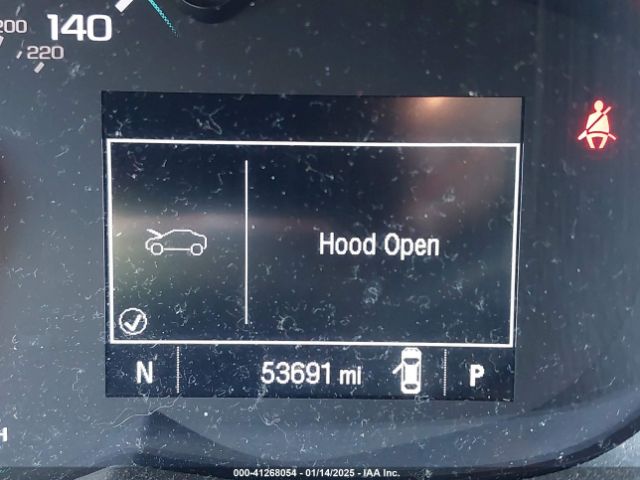 200
140
220
Hood Open
N 53691 mi P
H
000-41268054 - 01/14/2025 - IAA Inc.